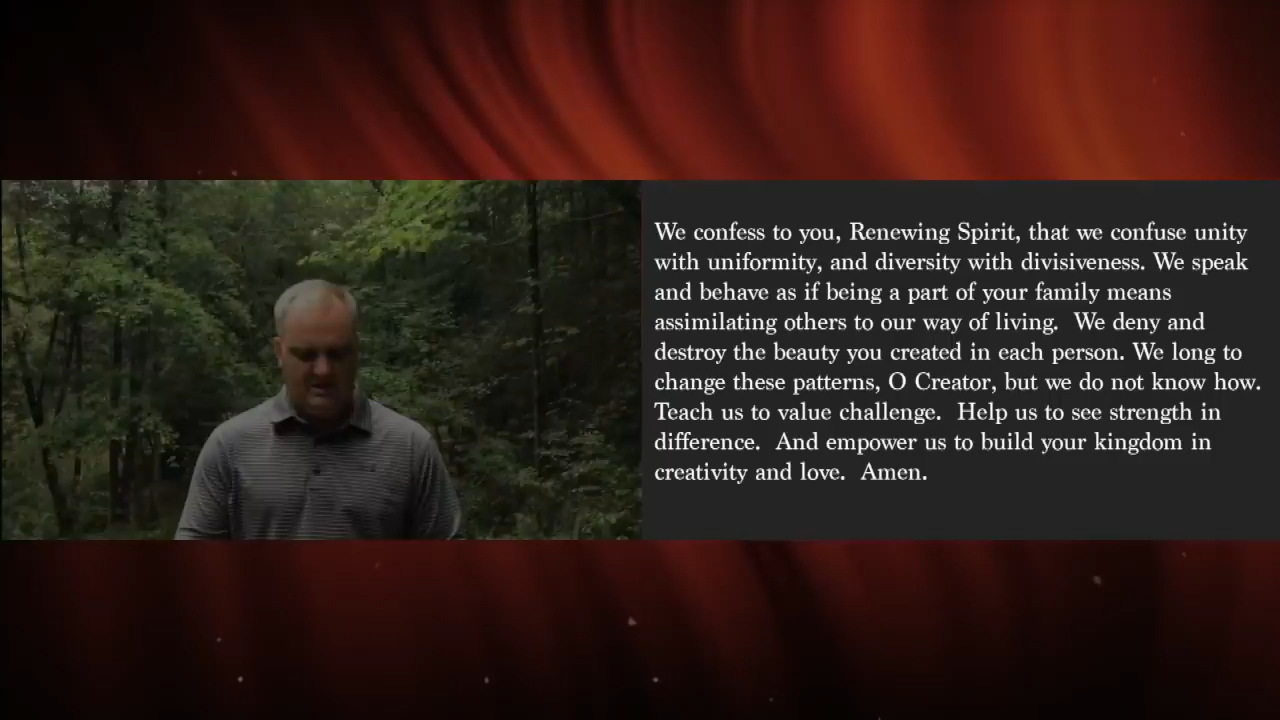 We confess to you, Renewing Spirit, that we confuse unity
with uniformity, and diversity with divisiveness. We speak
and behave as if being a part of your family means
assimilating others to our way of living.  We deny and
destroy the beauty you created in each person. We long to
change these patterns, O Creator, but we do not know how.
Teach us to value challenge.  Help us to see strength in
difference.  And empower us to build your kingdom in
creativity and love.  Amen.